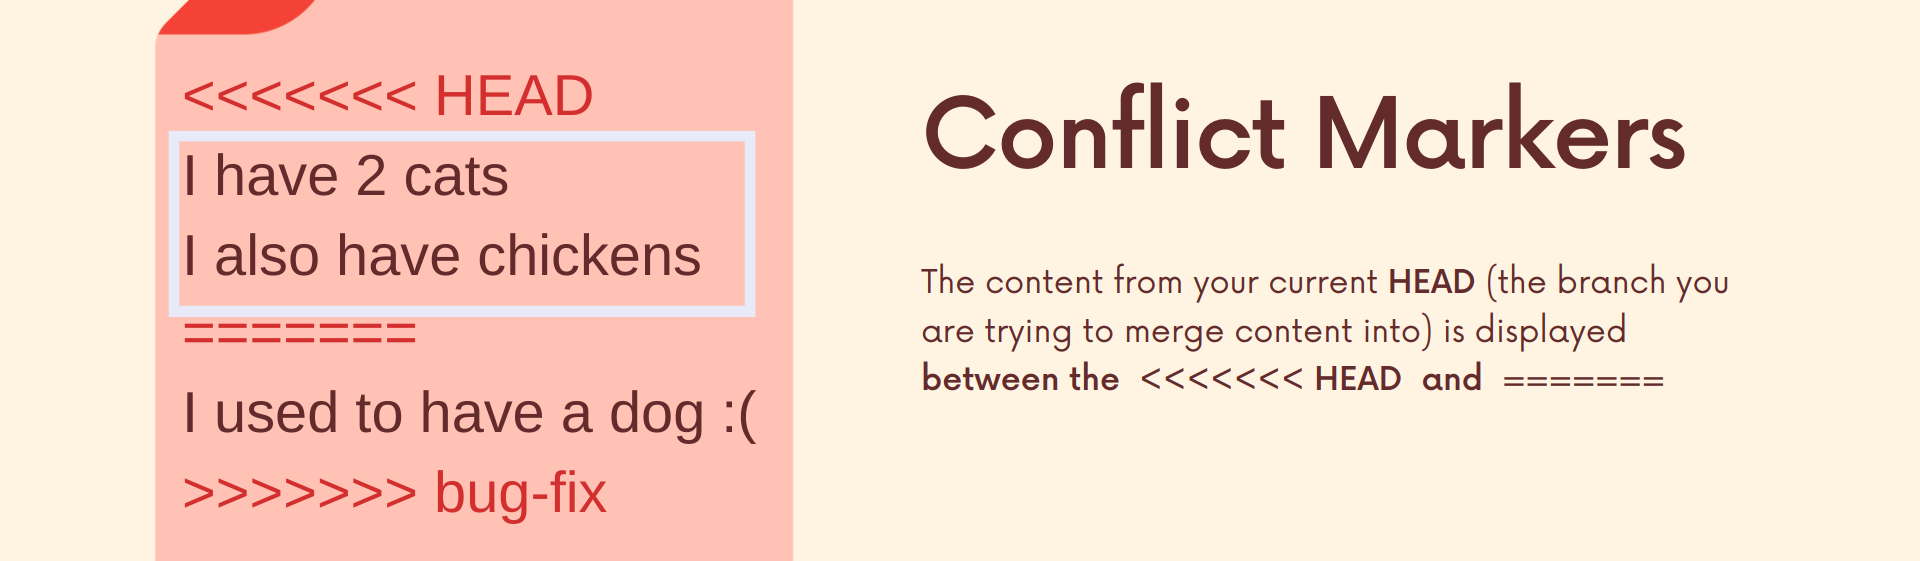 <<<<<<< HEAD
I have 2 cats
I also have chickens
=======
I used to have a dog :(
>>>>>>> bug-fix
Conflict Markers
The content from your current HEAD (the branch you
are trying to merge content into) is displayed
between the <<<<<<< HEAD and =======